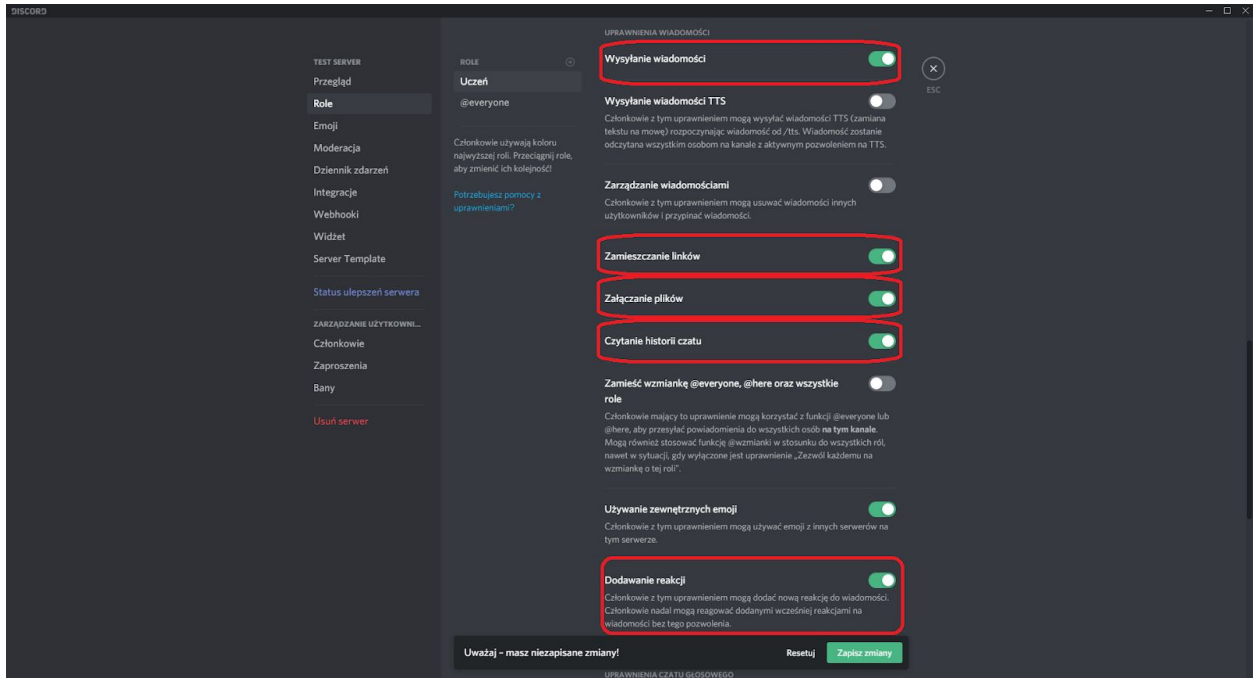 DISCORD
TEST SERVER
Przegląd
Role
Emoji
Moderacja
Dziennik zdarzeń
Integracje
Webhooki
Widżet
Server Template
Status ulepszeń serwera
ZARZĄDZANIE UŻYTKOWNI...
Członkowie
Zaproszenia
Bany
Usuń serwer
ROLE
Uczeń
@everyone
Członkowie używają koloru
najwyższej roli. Przeciągnij role,
aby zmienić ich kolejność!
Potrzebujesz pomocy z
uprawnieniami?
UPRAWNIENIA WIADOMOŚCI
Wysyłanie wiadomości
Wysyłanie wiadomości TTS
Członkowie z tym uprawnieniem mogą wysyłać wiadomości TTS (zamiana
tekstu na mowę) rozpoczynając wiadomość od /tts. Wiadomość zostanie
odczytana wszystkim osobom na kanale z aktywnym pozwoleniem na TTS.
Zarządzanie wiadomościami
Członkowie z tym uprawnieniem mogą usuwać wiadomości innych
użytkowników i przypinać wiadomości.
Zamieszczanie linków
Załączanie plików
Czytanie historii czatu
Zamieść wzmiankę @everyone, @here oraz wszystkie
role
Członkowie mający to uprawnienie mogą korzystać z funkcji @everyone lub
@here, aby przesyłać powiadomienia do wszystkich osób na tym kanale.
Mogą również stosować funkcję @wzmianki w stosunku do wszystkich ról,
nawet w sytuacji, gdy wyłączone jest uprawnienie „Zezwól każdemu na
wzmiankę o tej roli”.
Używanie zewnętrznych emoji
Członkowie z tym uprawnieniem mogą używać emoji z innych serwerów na
tym serwerze.
Dodawanie reakcji
Członkowie z tym uprawnieniem mogą dodać nową reakcję do wiadomości.
Członkowie nadal mogą reagować dodanymi wcześniej reakcjami na
wiadomości bez tego pozwolenia.
Uważaj – masz niezapisane zmiany!
Resetuj
Zapisz zmiany
UPRAWNIENIA CZATU GŁOSOWEGO
ESC